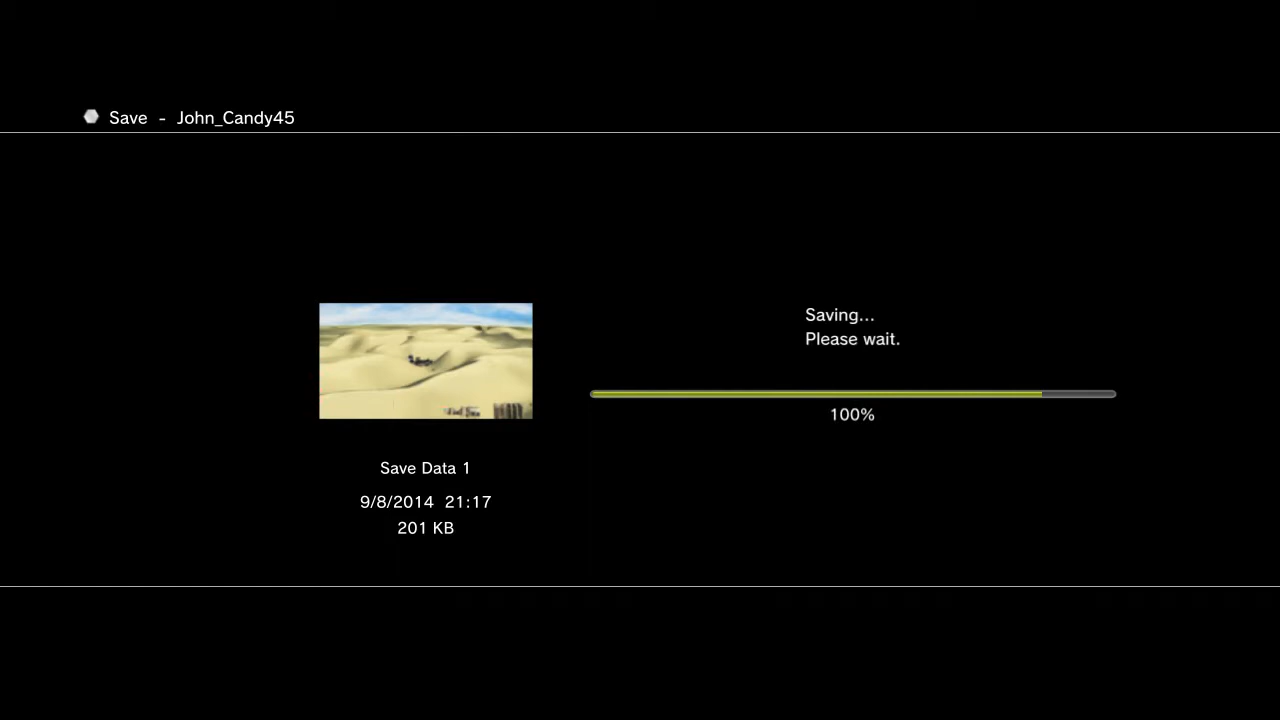 Save - John_Candy45
Saving...
Please wait.
100%
Save Data 1
9/8/2014 21:17
201 KB